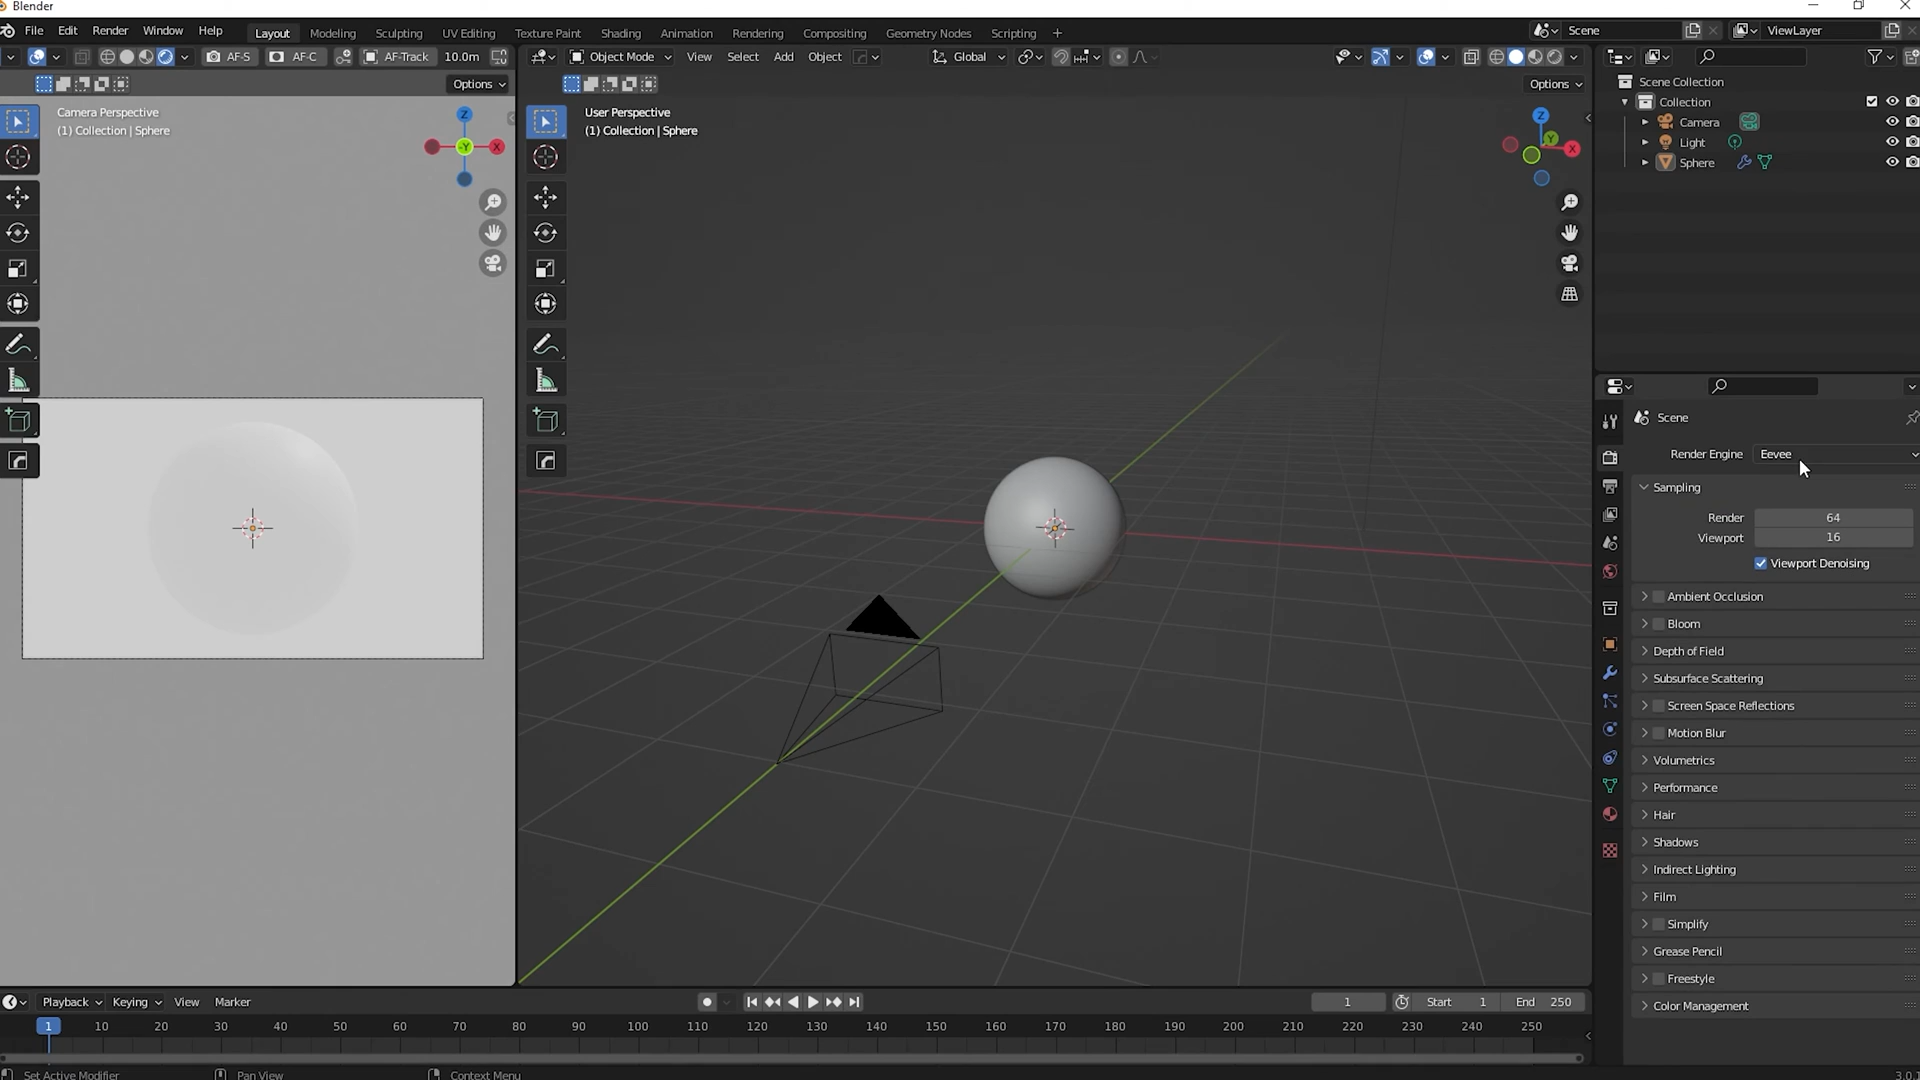 Blender
File Edit Render Window Help Layout Modeling Sculpting UV Editing Texture Paint Shading Animation Rendering Compositing Geometry Nodes Scripting + Scene ViewLayer
AF-S AF-C AF-Track 10.0m Object Mode View Select Add Object Global
Options Options
Camera Perspective
(1) Collection | Sphere
Z
-Y X
User Perspective
(1) Collection | Sphere
Z
Y
X
Scene Collection
Collection
Camera
Light
Sphere
Scene
Render Engine Eevee
Sampling
Render 64
Viewport 16
Viewport Denoising
Ambient Occlusion
Bloom
Depth of Field
Subsurface Scattering
Screen Space Reflections
Motion Blur
Volumetrics
Performance
Hair
Shadows
Indirect Lighting
Film
Simplify
Grease Pencil
Freestyle
Color Management
Playback Keying View Marker 1 Start 1 End 250
1 10 20 30 40 50 60 70 80 90 100 110 120 130 140 150 160 170 180 190 200 210 220 230 240 250
Set Active Modifier Pan View Context Menu 3.0.1